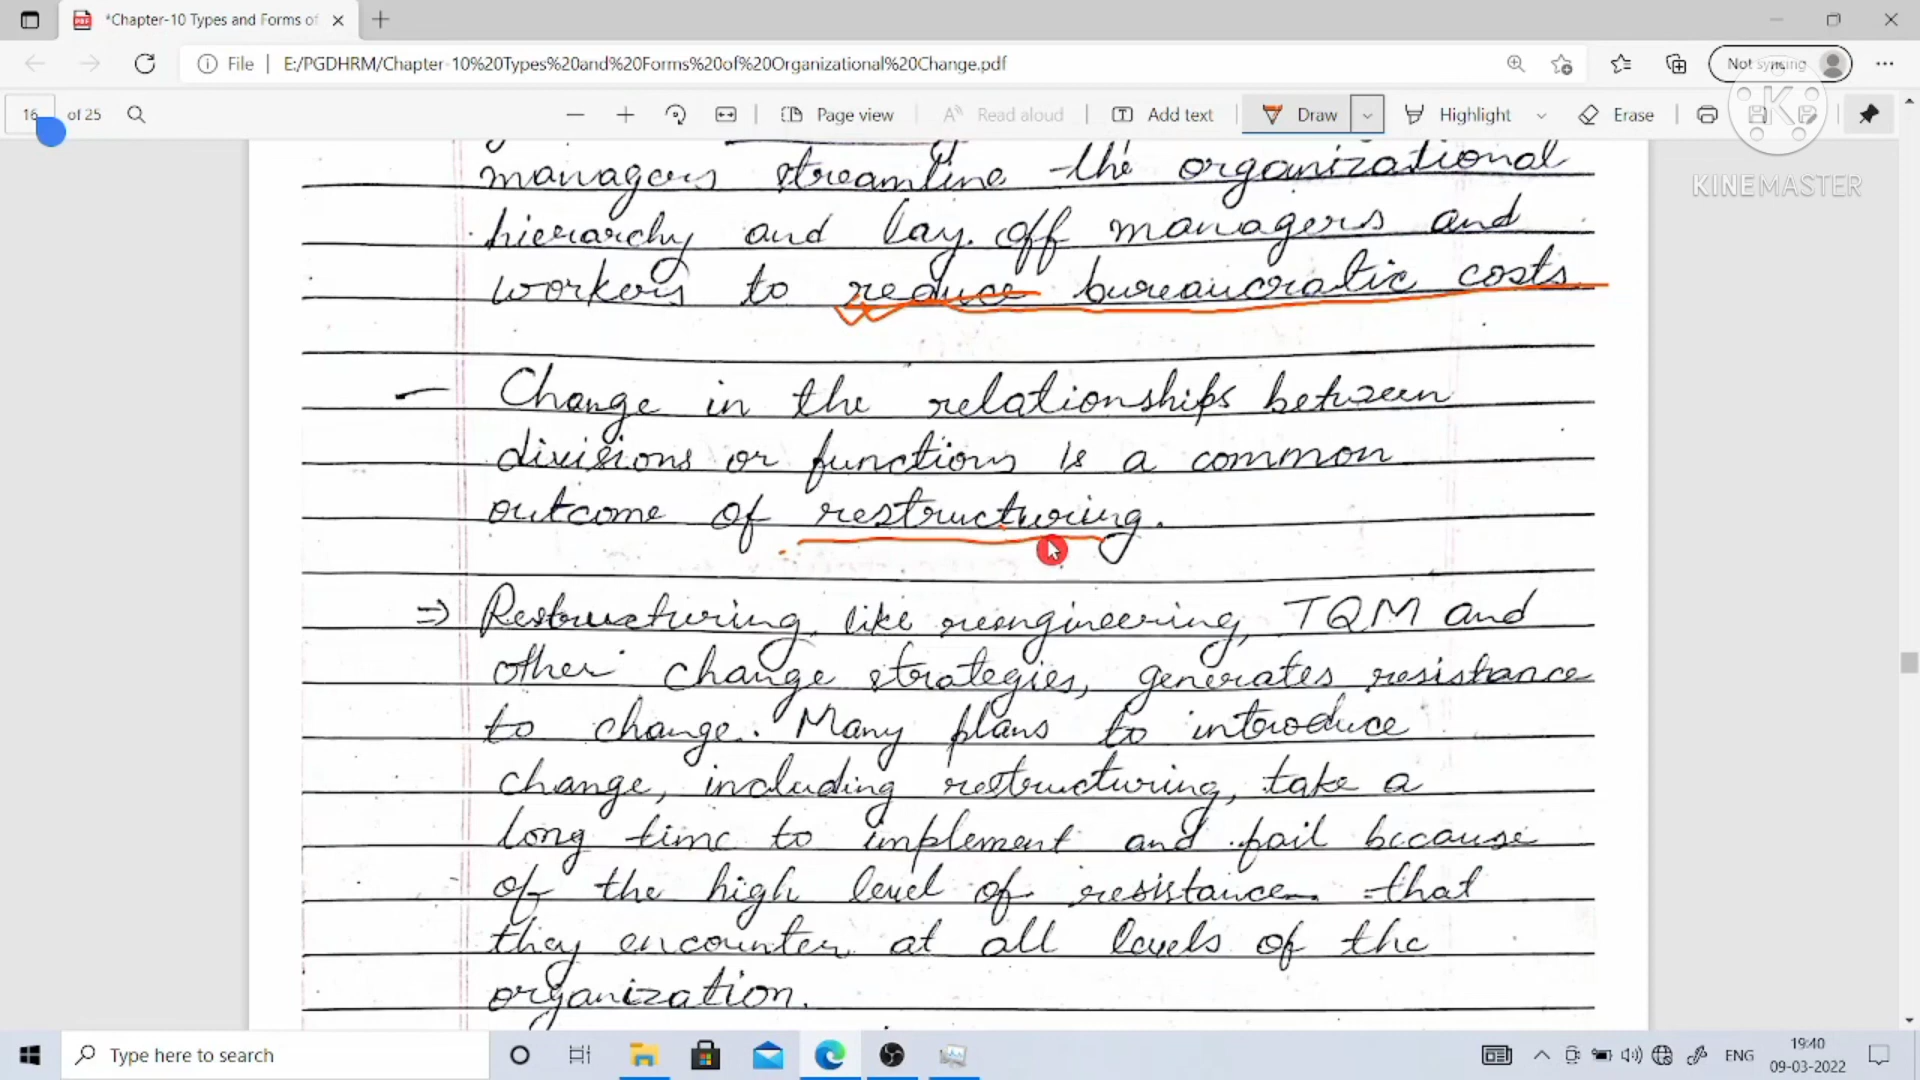 *Chapter-10 Types and Forms of
File
E:/PGDHRM/Chapter-10%20Types%20and%20Forms%20of%20Organizational%20Change.pdf
Not syncing
16 of 25
Page view
Read aloud
Add text
Draw
Highlight
Erase
K
KINEMASTER
managers streamline the organizational
hierarchy and lay off managers and
workers to reduce bureaucratic costs
— Change in the relationships between
divisions or functions is a common
outcome of restructuring.
=> Restructuring, like reengineering, TQM and
other change strategies, generates resistance
to change. Many plans to introduce
change, including restructuring, take a
long time to implement and fail because
of the high level of resistance that
they encounter at all levels of the
organization.
Type here to search
ENG
19:40
09-03-2022